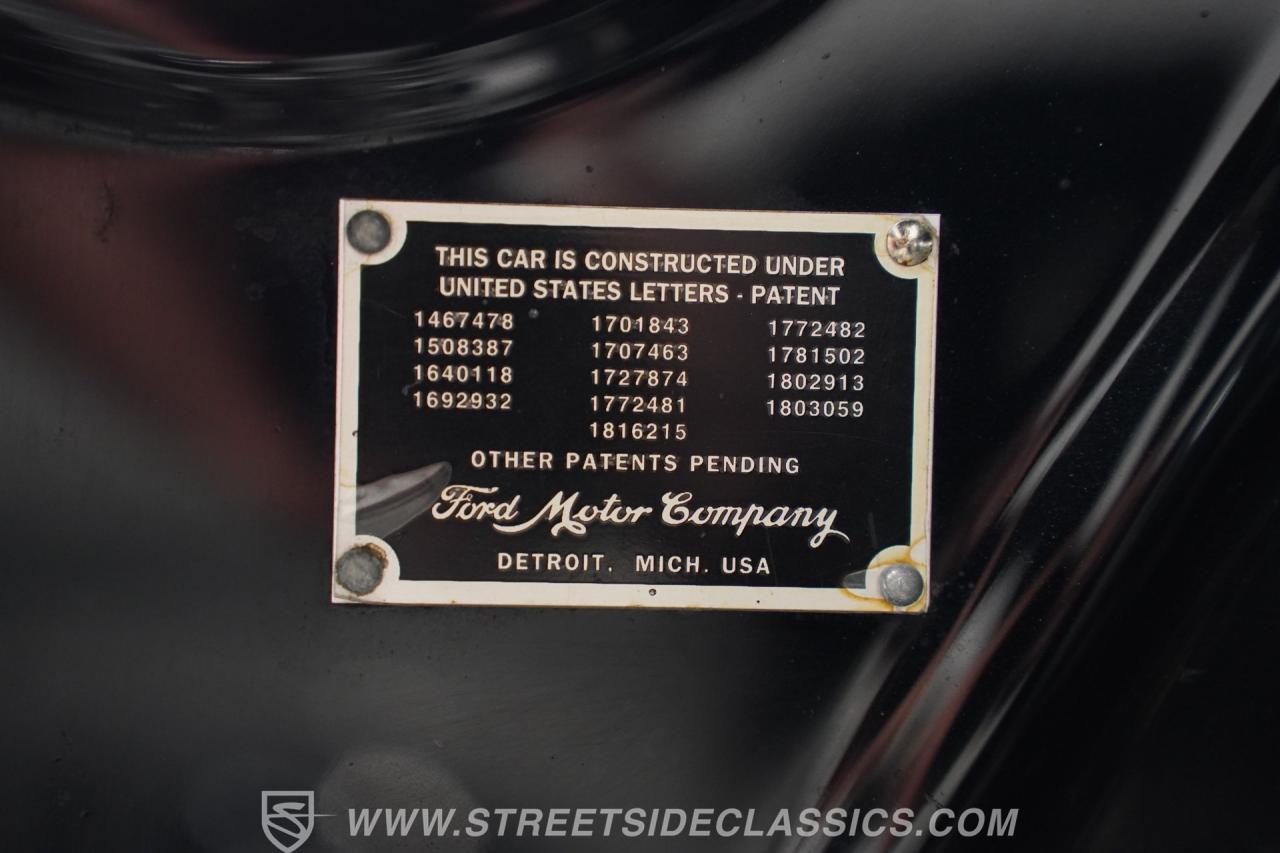 THIS CAR IS CONSTRUCTED UNDER
UNITED STATES LETTERS - PATENT
1467478 1701843 1772482
1508387 1707463 1781502
1640118 1727874 1802913
1692932 1772481 1803059
1816215
OTHER PATENTS PENDING
Ford Motor Company
DETROIT, MICH. USA
WWW.STREETSIDECLASSICS.COM